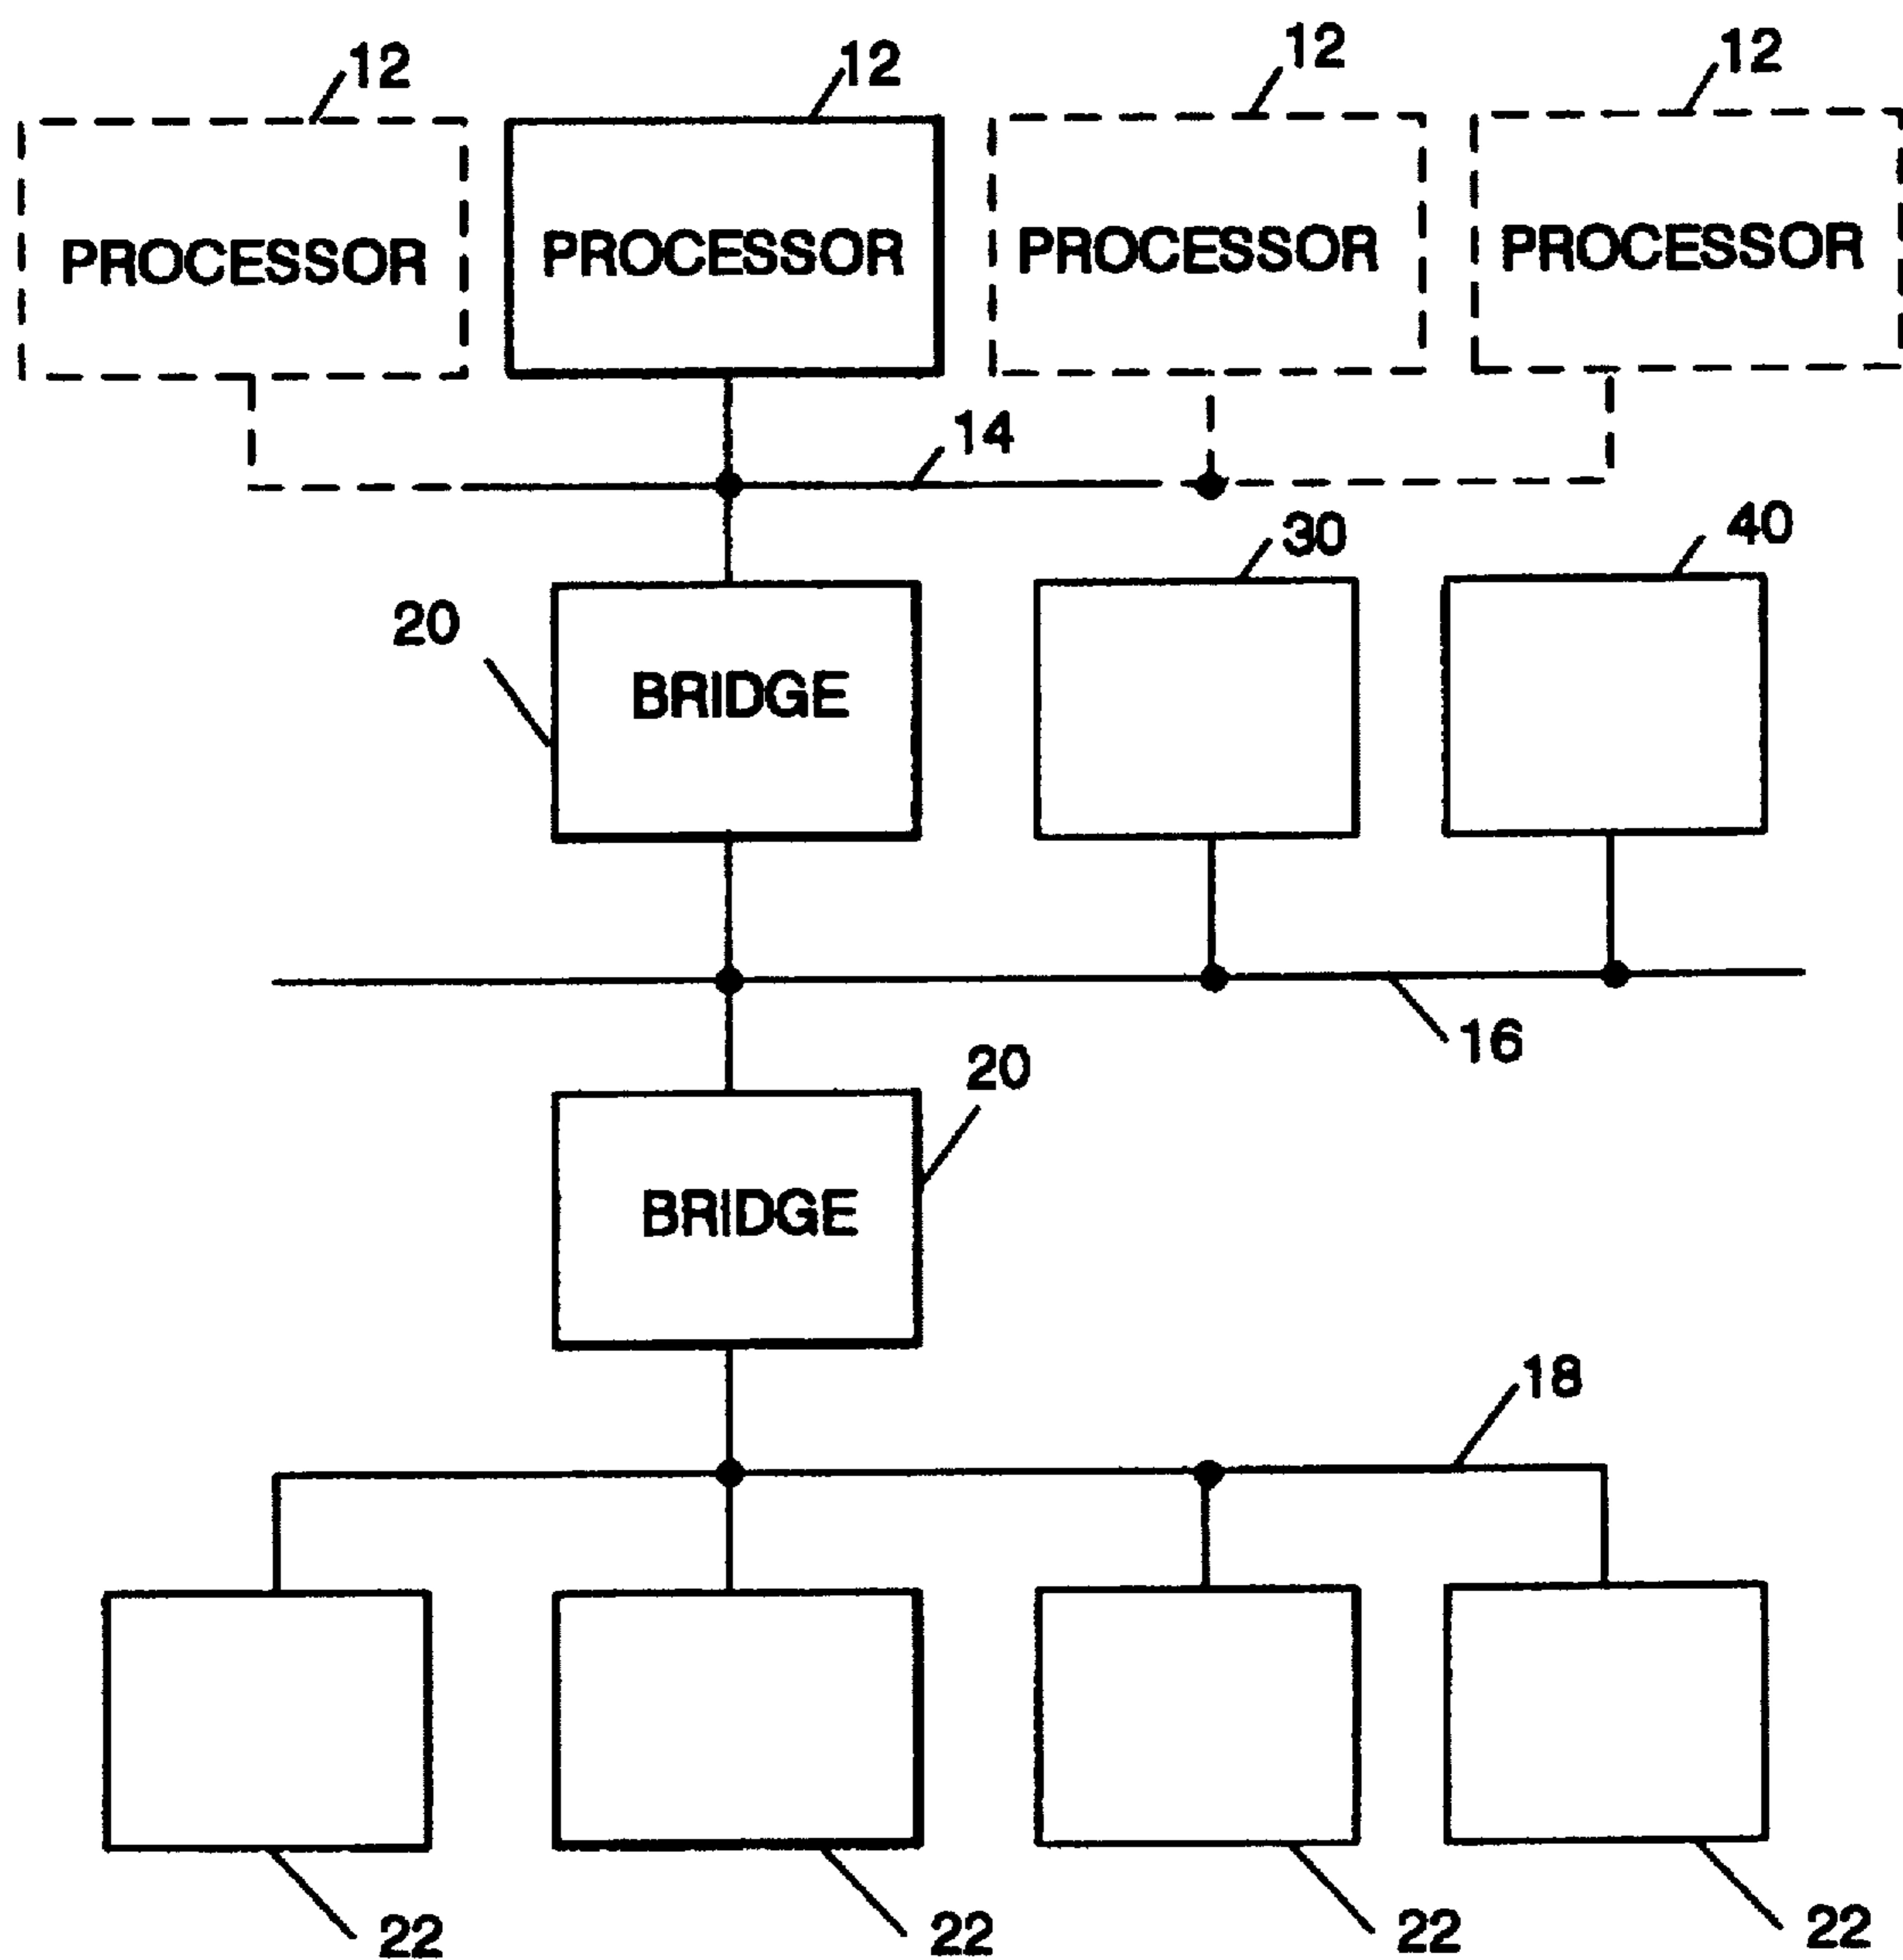 12 12 12 12
PROCESSOR PROCESSOR PROCESSOR PROCESSOR
14
30 40
20
BRIDGE
16
20
BRIDGE
18
22 22 22 22